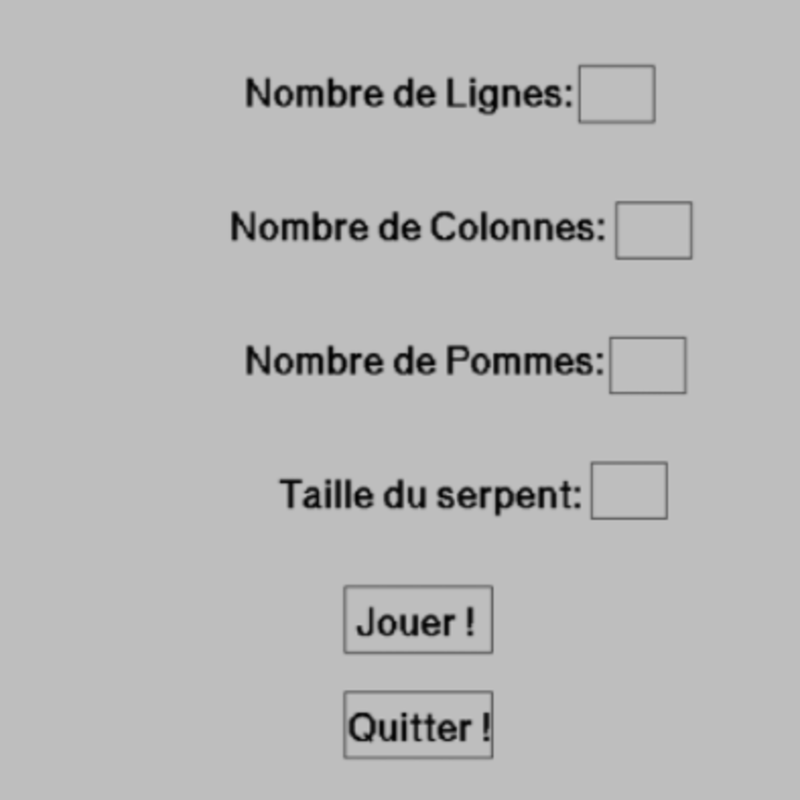 Nombre de Lignes:
Nombre de Colonnes:
Nombre de Pommes:
Taille du serpent:
Jouer !
Quitter !